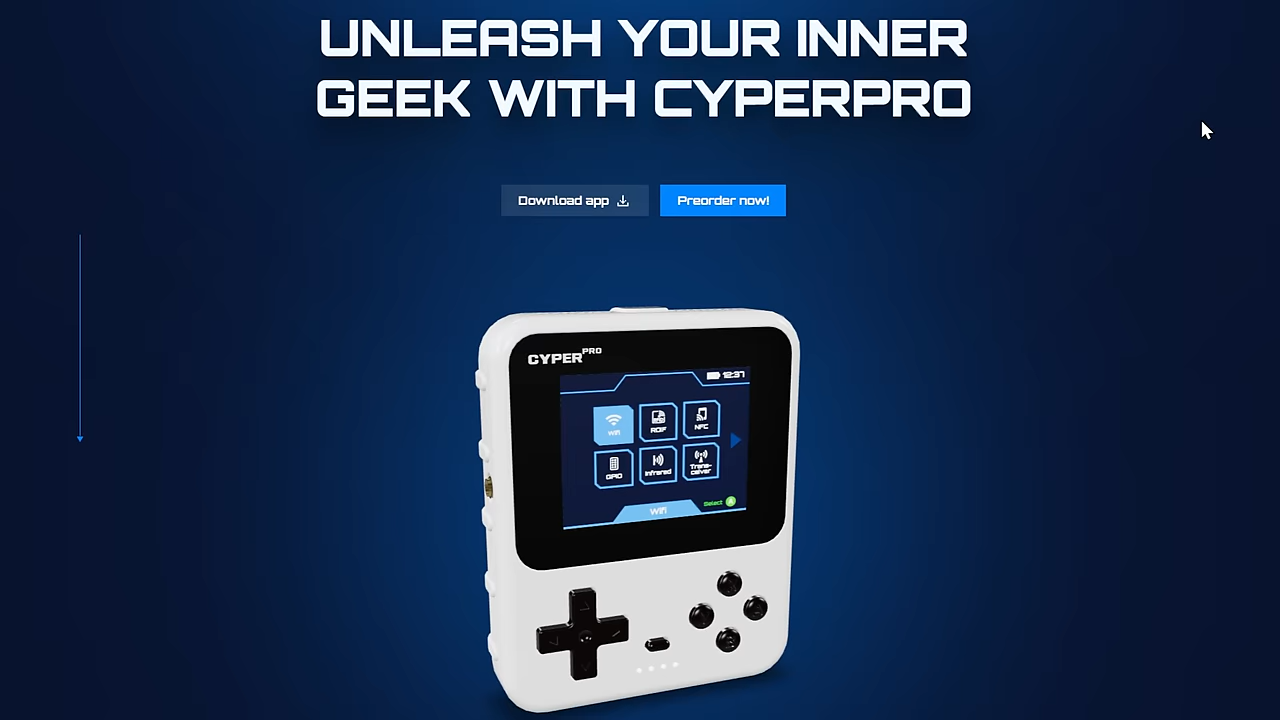 UNLEASH YOUR INNER
GEEK WITH CYPERPRO
Download app
Preorder now!
CYPER PRO
12:37
Wifi
RDIF
NFC
GPIO
Infrared
Trans-
ceiver
Select A
Wifi